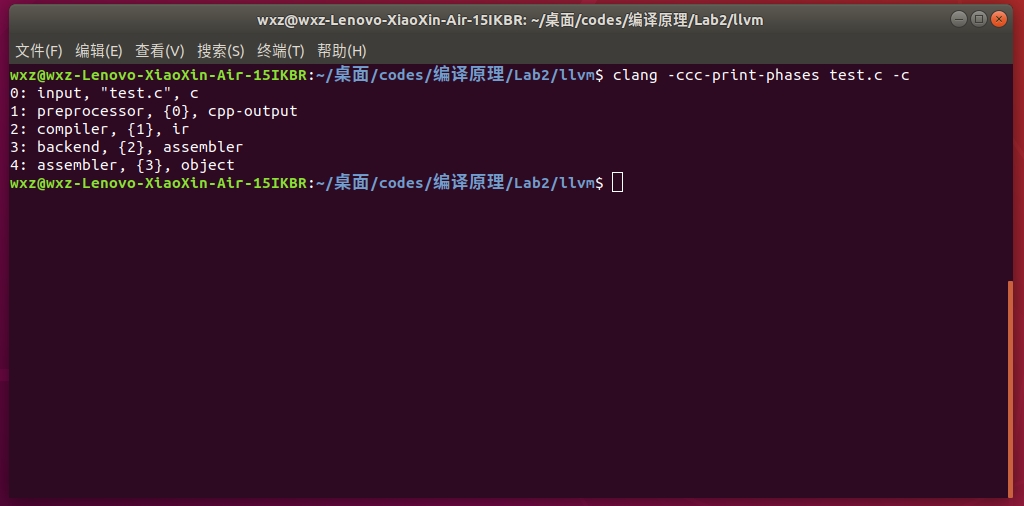 wxz@wxz-Lenovo-XiaoXin-Air-15IKBR: ~/桌面/codes/编译原理/Lab2/llvm
文件(F) 编辑(E) 查看(V) 搜索(S) 终端(T) 帮助(H)
wxz@wxz-Lenovo-XiaoXin-Air-15IKBR:~/桌面/codes/编译原理/Lab2/llvm$ clang -ccc-print-phases test.c -c
0: input, "test.c", c
1: preprocessor, {0}, cpp-output
2: compiler, {1}, ir
3: backend, {2}, assembler
4: assembler, {3}, object
wxz@wxz-Lenovo-XiaoXin-Air-15IKBR:~/桌面/codes/编译原理/Lab2/llvm$